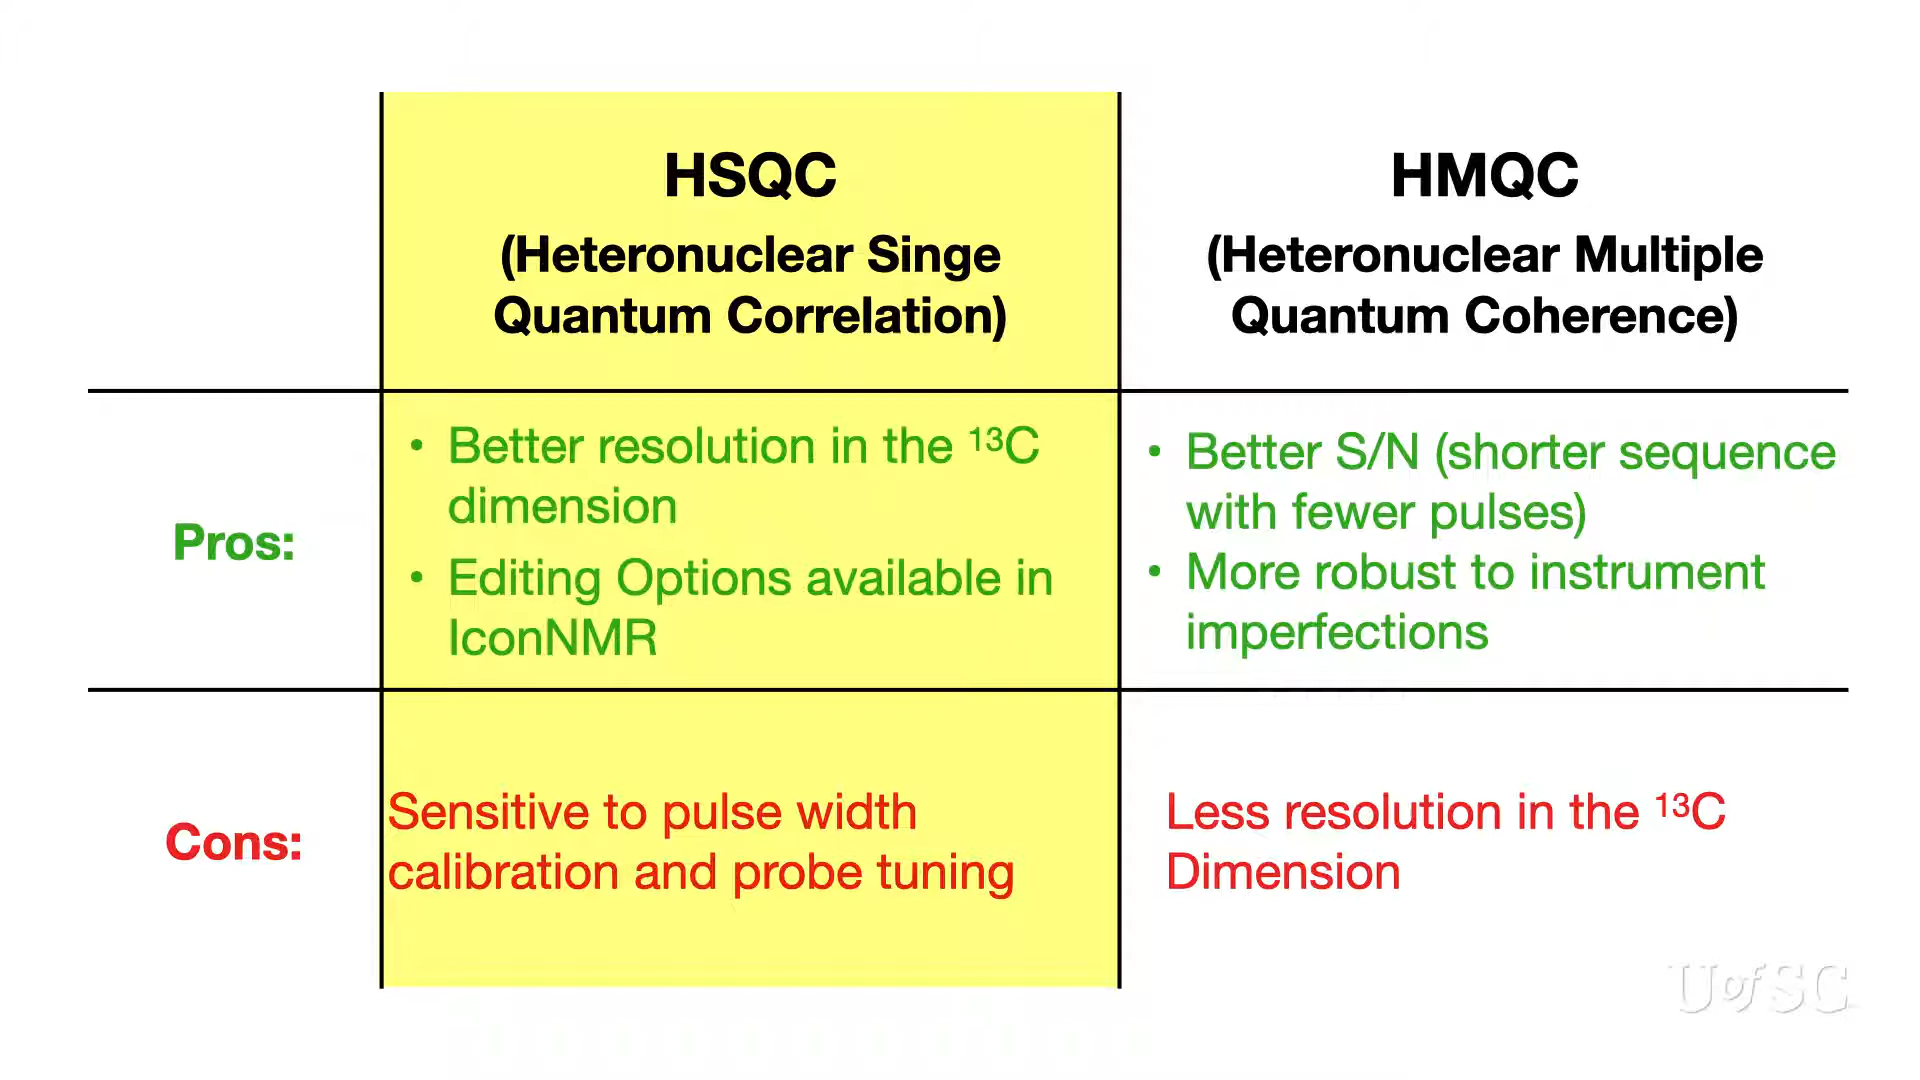 HSQC
(Heteronuclear Singe
Quantum Correlation)
HMQC
(Heteronuclear Multiple
Quantum Coherence)
Pros:
• Better resolution in the ¹³C
dimension
• Editing Options available in
IconNMR
• Better S/N (shorter sequence
with fewer pulses)
• More robust to instrument
imperfections
Cons:
Sensitive to pulse width
calibration and probe tuning
Less resolution in the ¹³C
Dimension
UofSC